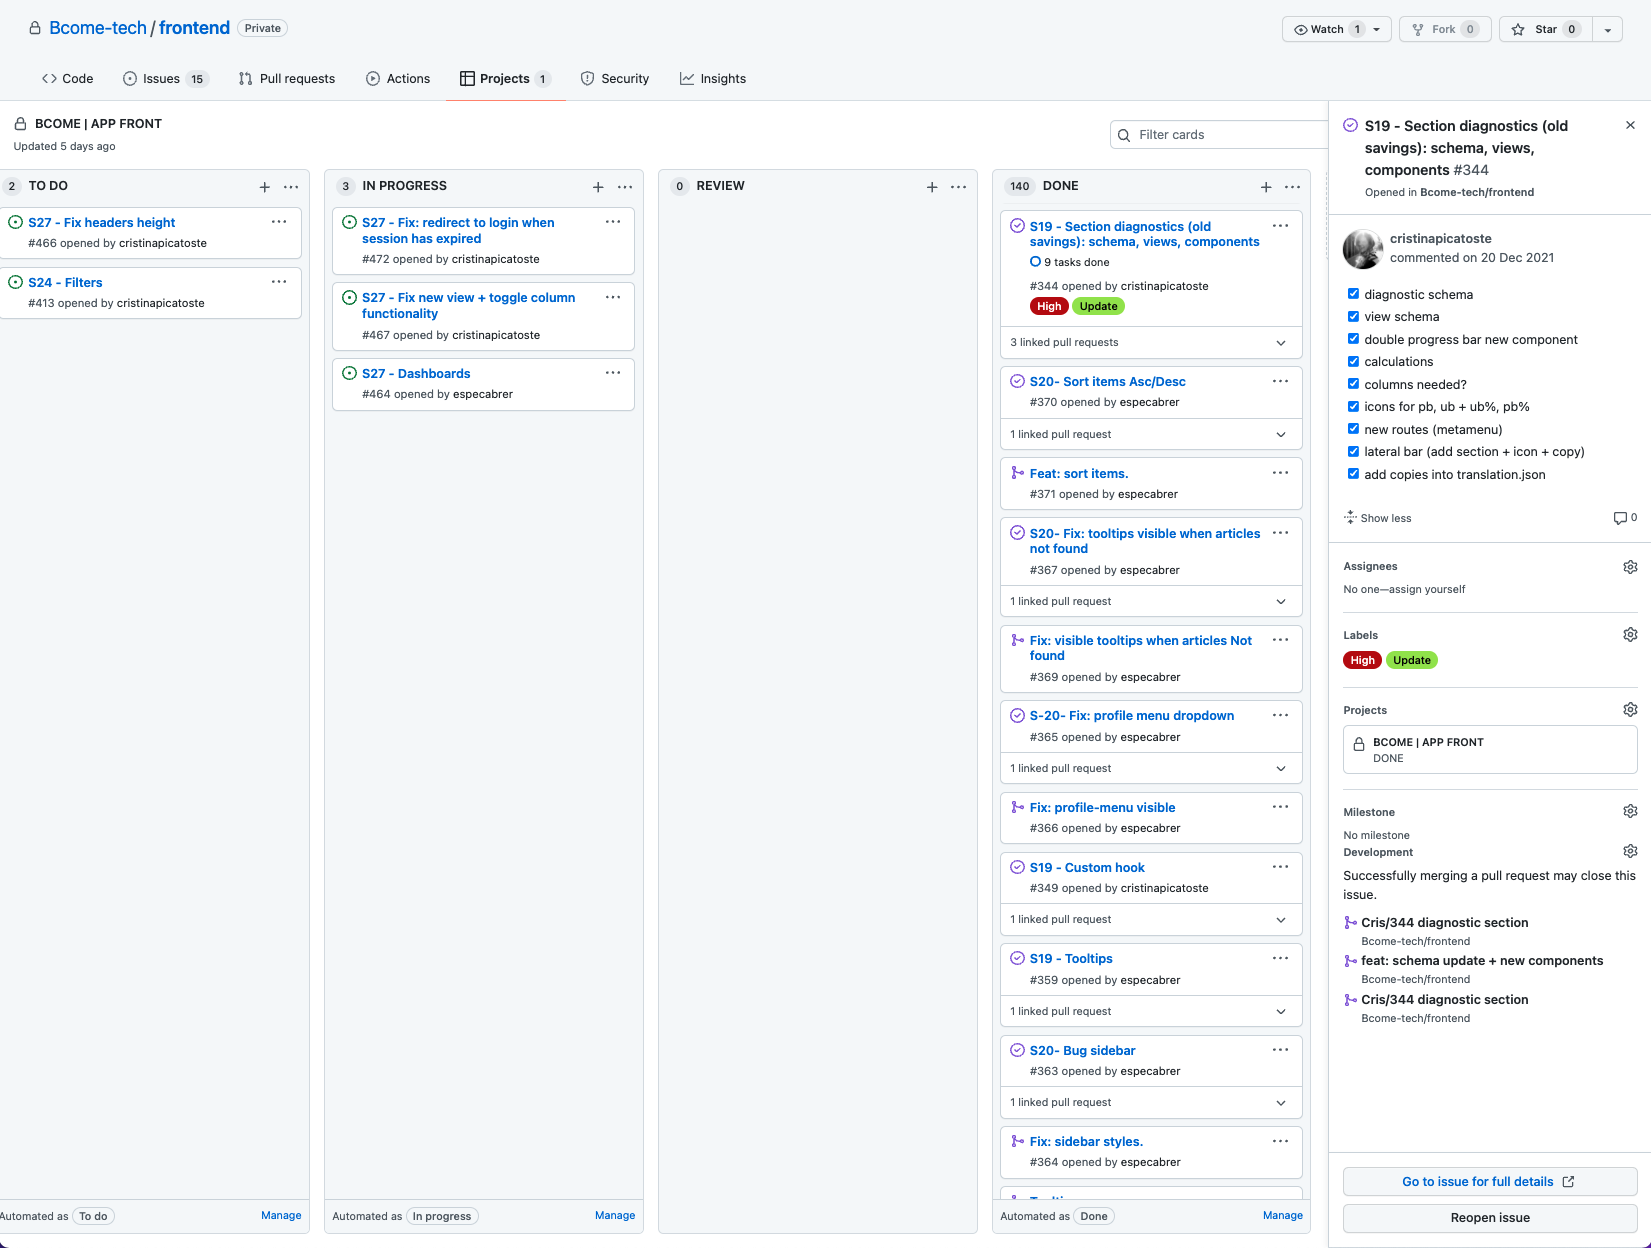 Bcome-tech / frontend Private
Watch 1
Fork 0
Star 0
Code
Issues 15
Pull requests
Actions
Projects 1
Security
Insights
BCOME | APP FRONT
Updated 5 days ago
Filter cards
2 TO DO
S27 - Fix headers height
#466 opened by cristinapicatoste
S24 - Filters
#413 opened by cristinapicatoste
Automated as To do
Manage
3 IN PROGRESS
S27 - Fix: redirect to login when
session has expired
#472 opened by cristinapicatoste
S27 - Fix new view + toggle column
functionality
#467 opened by cristinapicatoste
S27 - Dashboards
#464 opened by especabrer
Automated as In progress
Manage
0 REVIEW
140 DONE
S19 - Section diagnostics (old
savings): schema, views, components
9 tasks done
#344 opened by cristinapicatoste
High Update
3 linked pull requests
S20- Sort items Asc/Desc
#370 opened by especabrer
1 linked pull request
Feat: sort items.
#371 opened by especabrer
S20- Fix: tooltips visible when articles
not found
#367 opened by especabrer
1 linked pull request
Fix: visible tooltips when articles Not
found
#369 opened by especabrer
S-20- Fix: profile menu dropdown
#365 opened by especabrer
1 linked pull request
Fix: profile-menu visible
#366 opened by especabrer
S19 - Custom hook
#349 opened by cristinapicatoste
1 linked pull request
S19 - Tooltips
#359 opened by especabrer
1 linked pull request
S20- Bug sidebar
#363 opened by especabrer
1 linked pull request
Fix: sidebar styles.
#364 opened by especabrer
Automated as Done
Manage
S19 - Section diagnostics (old
savings): schema, views,
components #344
Opened in Bcome-tech/frontend
cristinapicatoste
commented on 20 Dec 2021
diagnostic schema
view schema
double progress bar new component
calculations
columns needed?
icons for pb, ub + ub%, pb%
new routes (metamenu)
lateral bar (add section + icon + copy)
add copies into translation.json
Show less
0
Assignees
No one—assign yourself
Labels
High Update
Projects
BCOME | APP FRONT
DONE
Milestone
No milestone
Development
Successfully merging a pull request may close this
issue.
Cris/344 diagnostic section
Bcome-tech/frontend
feat: schema update + new components
Bcome-tech/frontend
Cris/344 diagnostic section
Bcome-tech/frontend
Go to issue for full details
Reopen issue